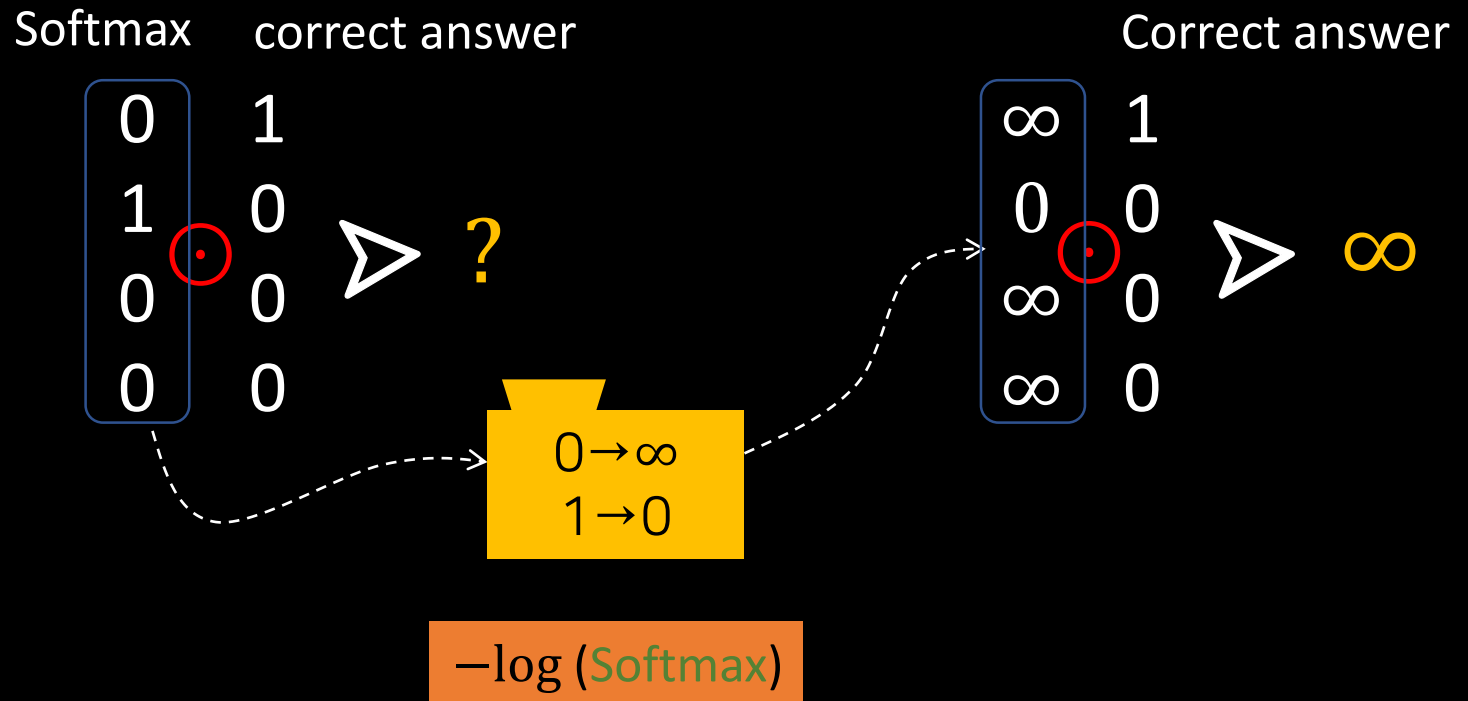 Softmax correct answer Correct answer
0 1 ∞ 1
1 0 0 0
? ∞
0 0 ∞ 0
0 0 ∞ 0
0→∞
1→0
−log (Softmax)